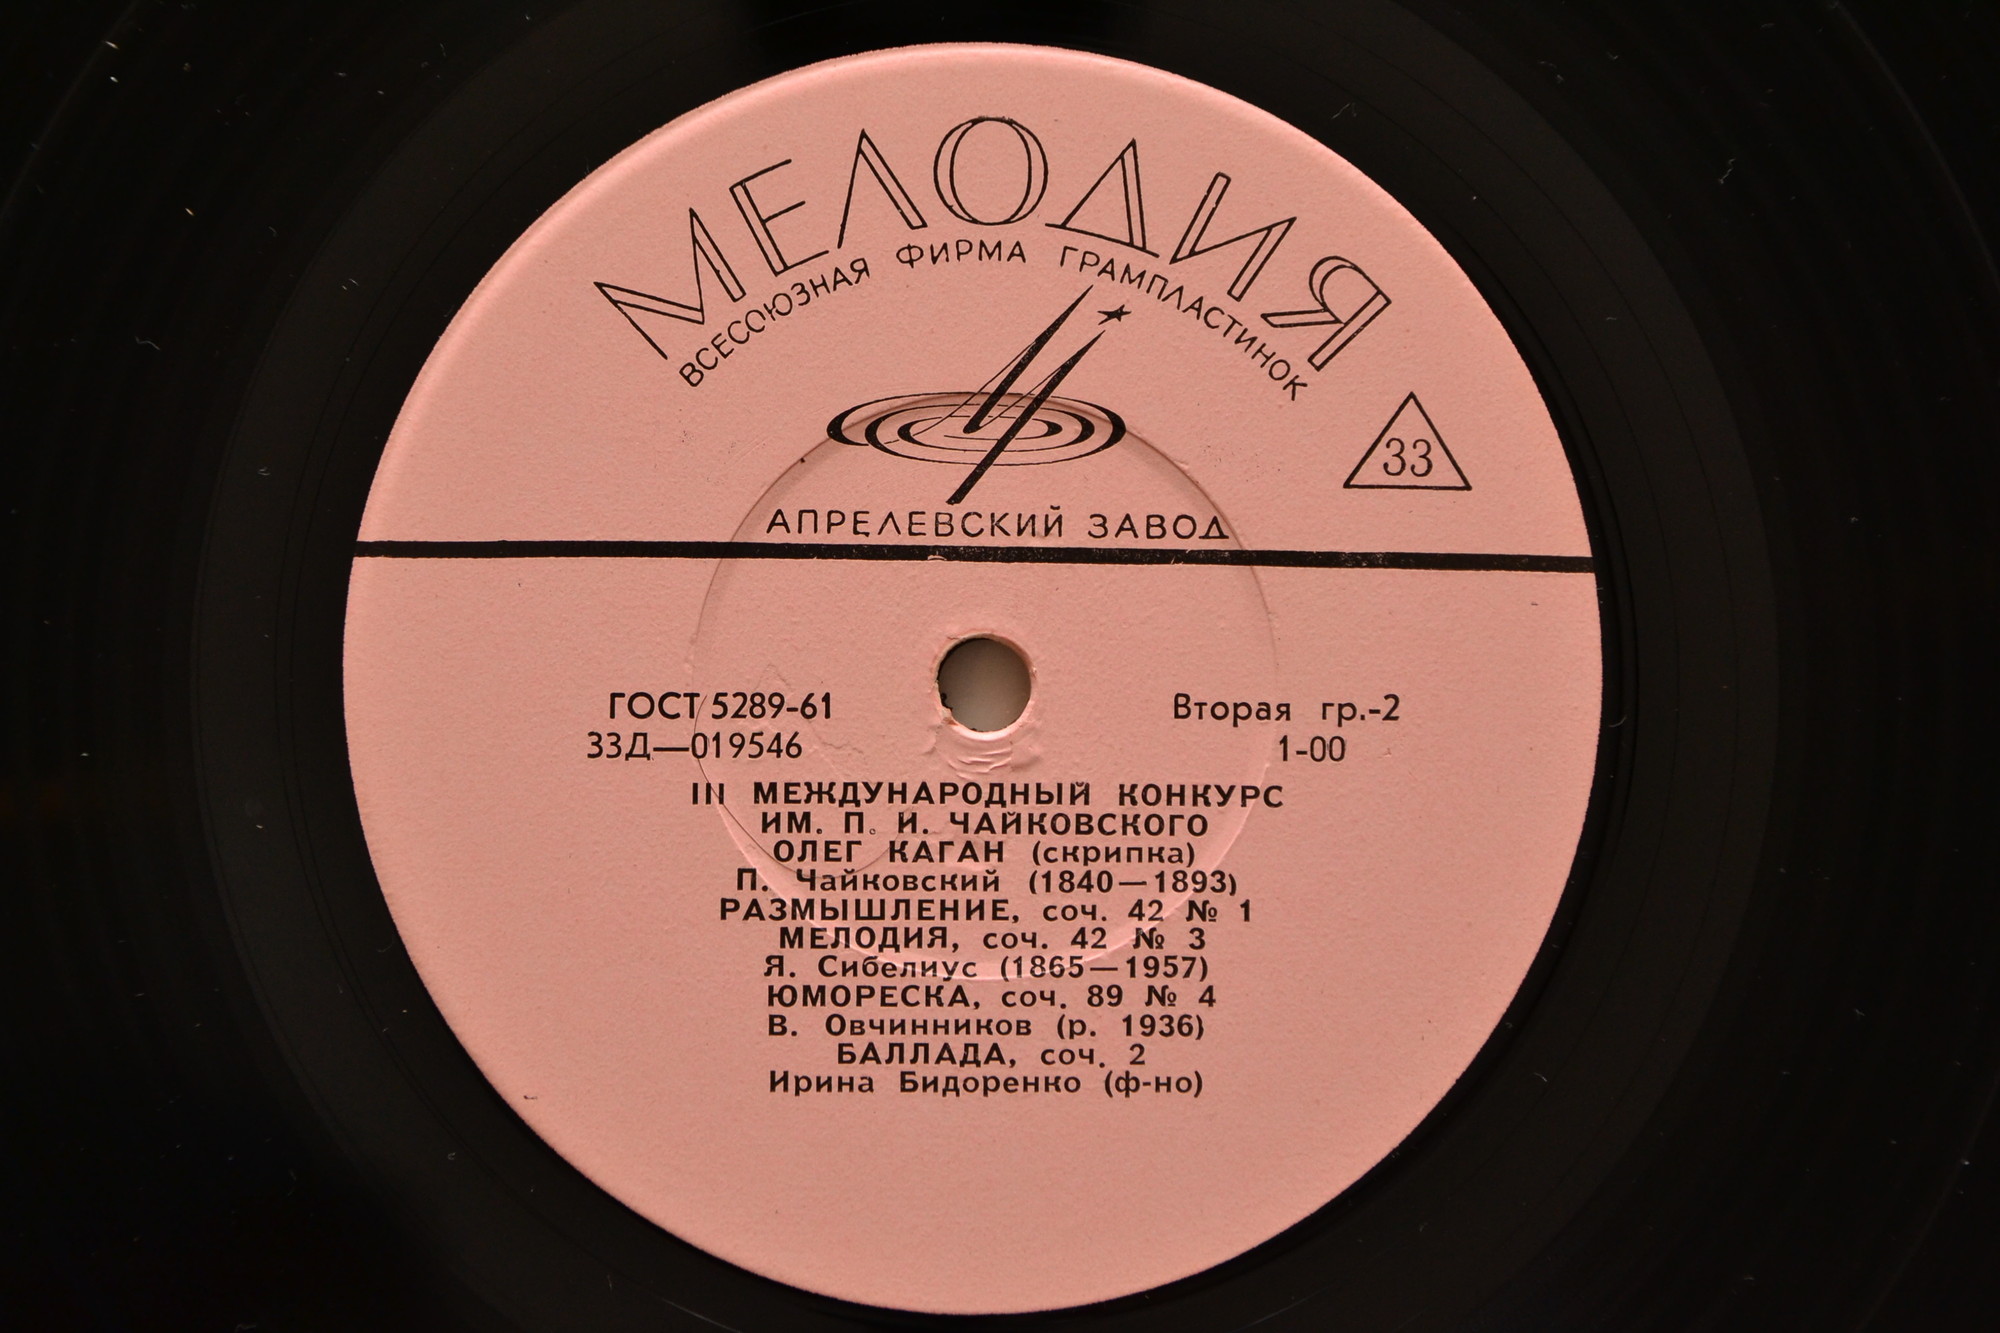 МЕЛОДИЯ
ВСЕСОЮЗНАЯ ФИРМА ГРАМПЛАСТИНОК
33
АПРЕЛЕВСКИЙ ЗАВОД
ГОСТ 5289-61
33Д—019546
Вторая гр.-2
1-00
III МЕЖДУНАРОДНЫЙ КОНКУРС
ИМ. П. И. ЧАЙКОВСКОГО
ОЛЕГ КАГАН (скрипка)
П. Чайковский (1840—1893)
РАЗМЫШЛЕНИЕ, соч. 42 № 1
МЕЛОДИЯ, соч. 42 № 3
Я. Сибелиус (1865—1957)
ЮМОРЕСКА, соч. 89 № 4
В. Овчинников (р. 1936)
БАЛЛАДА, соч. 2
Ирина Бидоренко (ф-но)